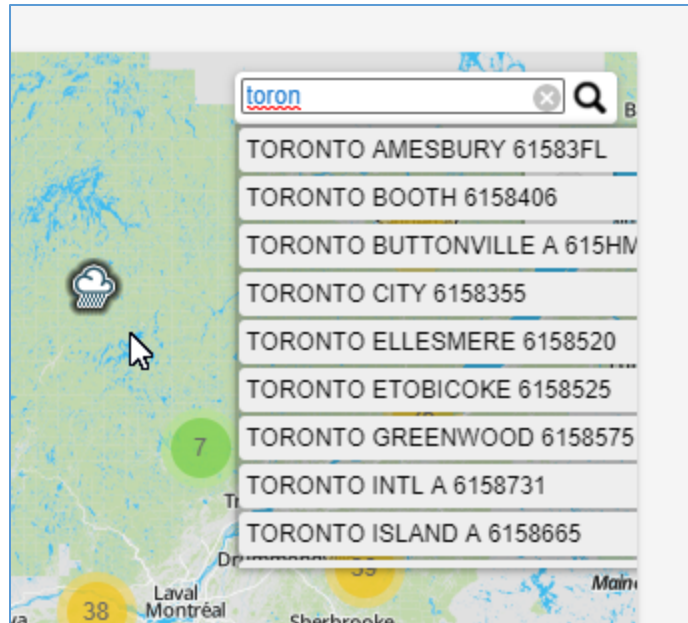 toron
B
TORONTO AMESBURY 61583FL
TORONTO BOOTH 6158406
TORONTO BUTTONVILLE A 615HM
TORONTO CITY 6158355
TORONTO ELLESMERE 6158520
TORONTO ETOBICOKE 6158525
TORONTO GREENWOOD 6158575
7
TORONTO INTL A 6158731
TORONTO ISLAND A 6158665
Laval
Montréal
38
Sherbrooke